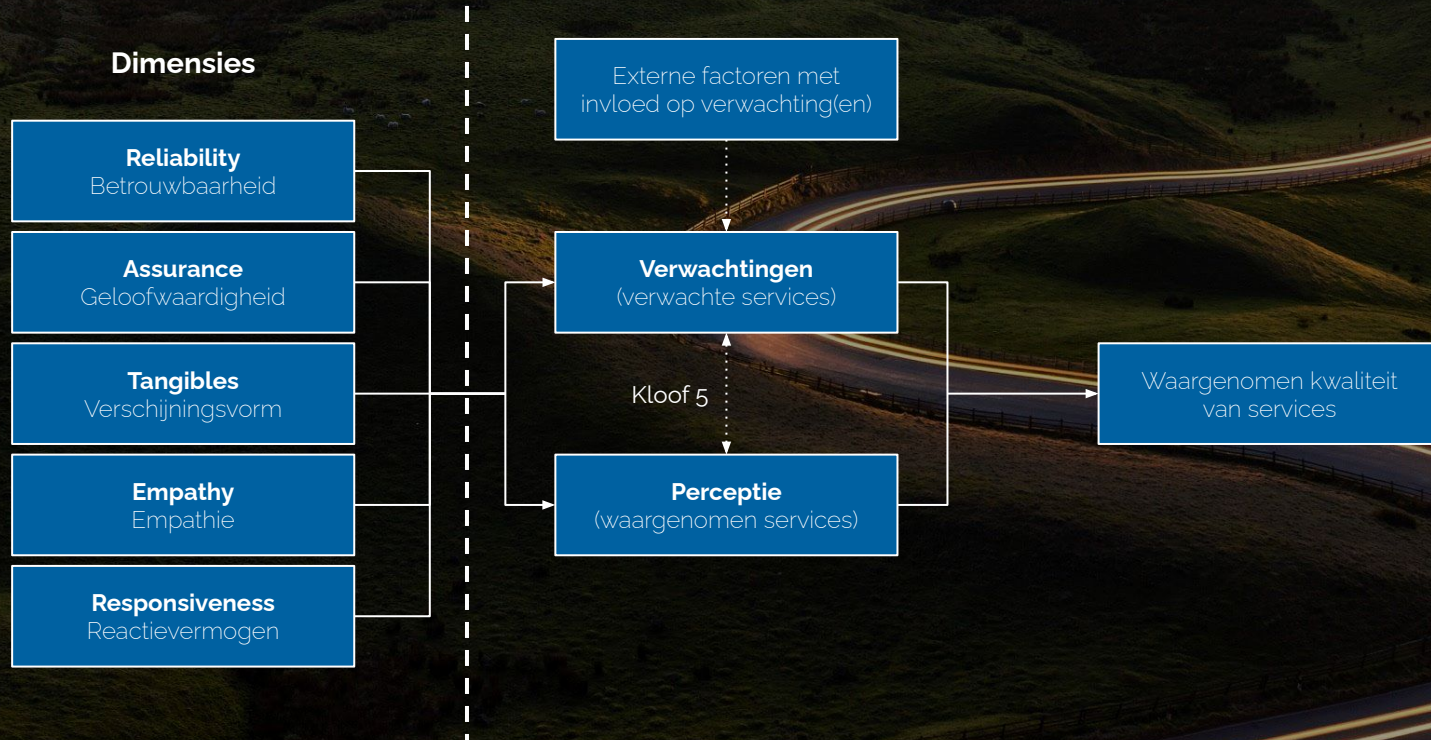 Dimensies
Reliability
Betrouwbaarheid
Assurance
Geloofwaardigheid
Tangibles
Verschijningsvorm
Empathy
Empathie
Responsiveness
Reactievermogen
Externe factoren met
invloed op verwachting(en)
Verwachtingen
(verwachte services)
Kloof 5
Perceptie
(waargenomen services)
Waargenomen kwaliteit
van services